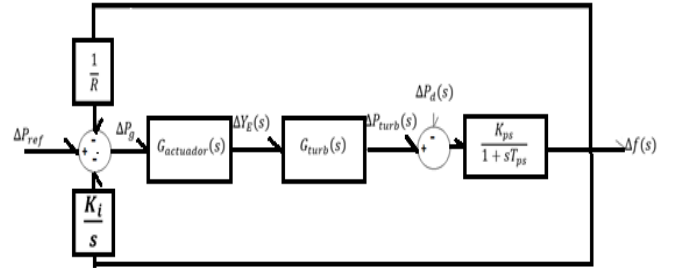 1/R
ΔP_ref
+
-
-
ΔP_g
G_actuador(s)
ΔY_E(s)
G_turb(s)
ΔP_turb(s)
ΔP_d(s)
+
-
K_ps/(1 + sT_ps)
Δf(s)
K_i/s